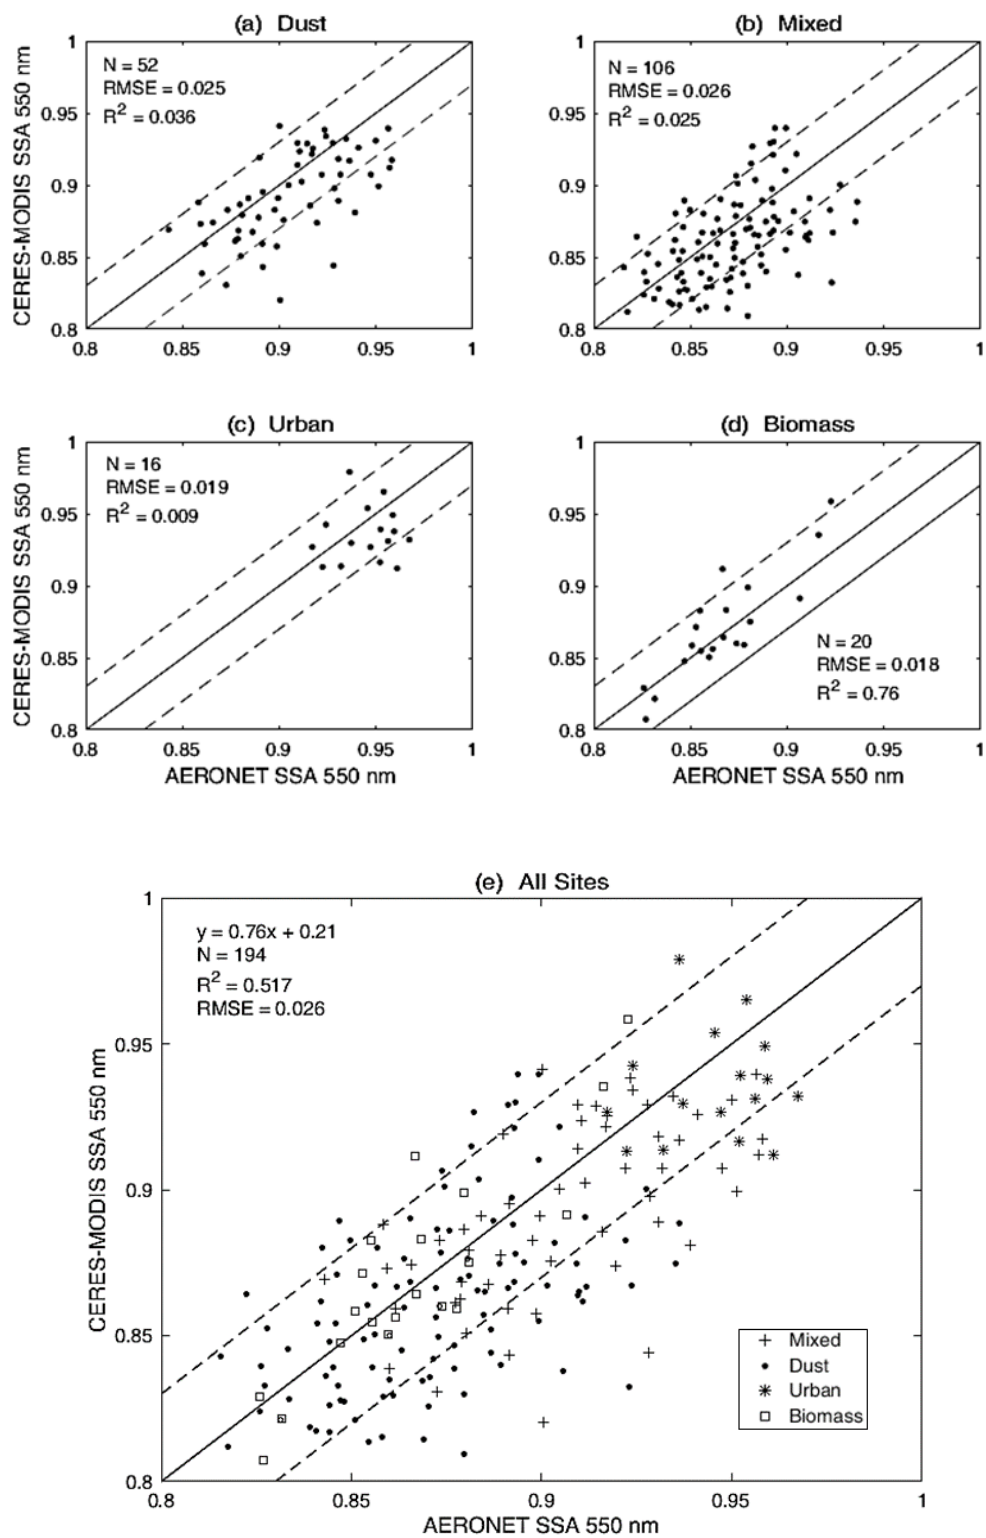 (a) Dust
(b) Mixed
CERES-MODIS SSA 550 nm
1
0.95
0.9
0.85
0.8
N = 52
RMSE = 0.025
R² = 0.036
0.8 0.85 0.9 0.95 1
1
0.95
0.9
0.85
0.8
N = 106
RMSE = 0.026
R² = 0.025
0.8 0.85 0.9 0.95 1
(c) Urban
(d) Biomass
CERES-MODIS SSA 550 nm
1
0.95
0.9
0.85
0.8
N = 16
RMSE = 0.019
R² = 0.009
0.8 0.85 0.9 0.95 1
AERONET SSA 550 nm
1
0.95
0.9
0.85
0.8
N = 20
RMSE = 0.018
R² = 0.76
0.8 0.85 0.9 0.95 1
AERONET SSA 550 nm
(e) All Sites
CERES-MODIS SSA 550 nm
1
0.95
0.9
0.85
0.8
y = 0.76x + 0.21
N = 194
R² = 0.517
RMSE = 0.026
Mixed
Dust
Urban
Biomass
0.8 0.85 0.9 0.95 1
AERONET SSA 550 nm